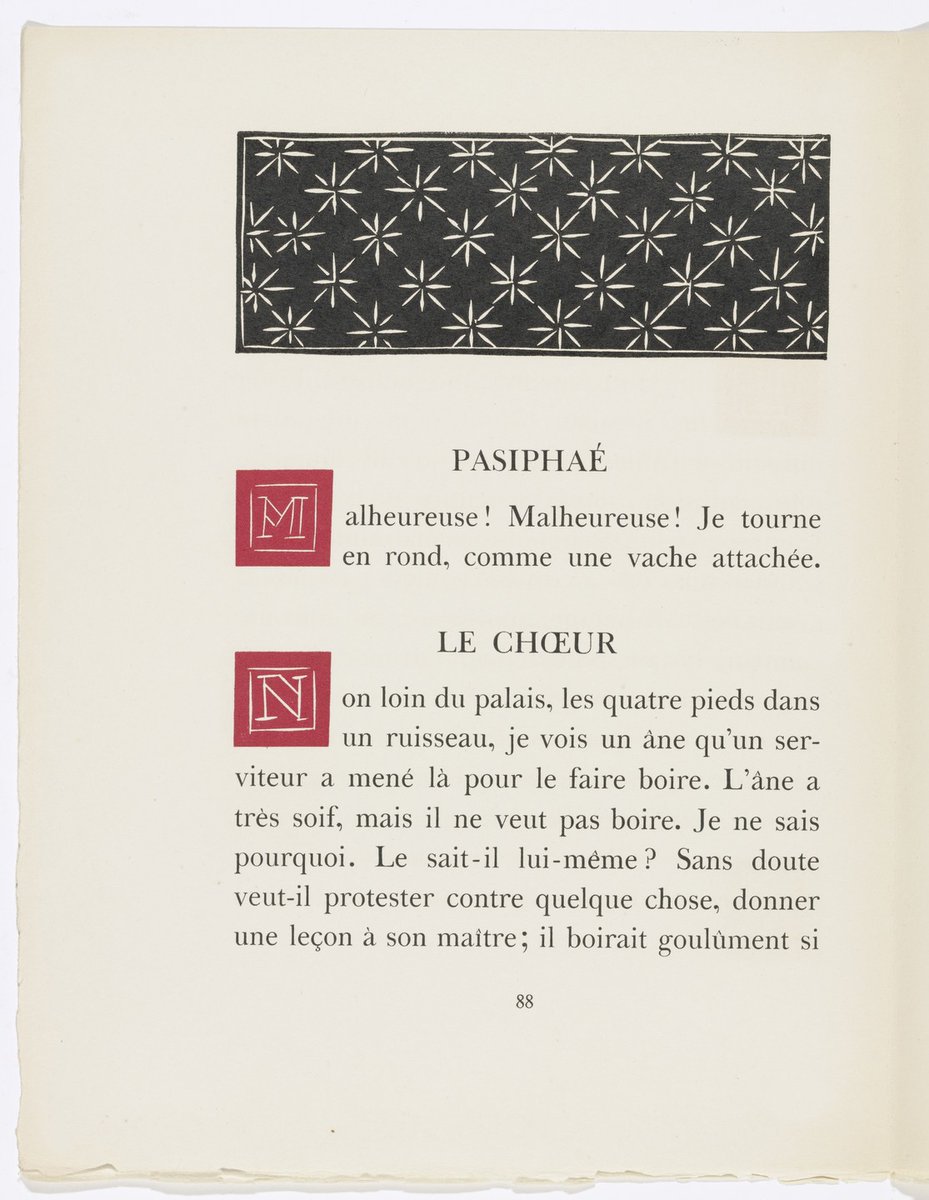 PASIPHAÉ
Malheureuse! Malheureuse! Je tourne
en rond, comme une vache attachée.
LE CHŒUR
Non loin du palais, les quatre pieds dans
un ruisseau, je vois un âne qu'un ser-
viteur a mené là pour le faire boire. L'âne a
très soif, mais il ne veut pas boire. Je ne sais
pourquoi. Le sait-il lui-même? Sans doute
veut-il protester contre quelque chose, donner
une leçon à son maître; il boirait goulûment si
88